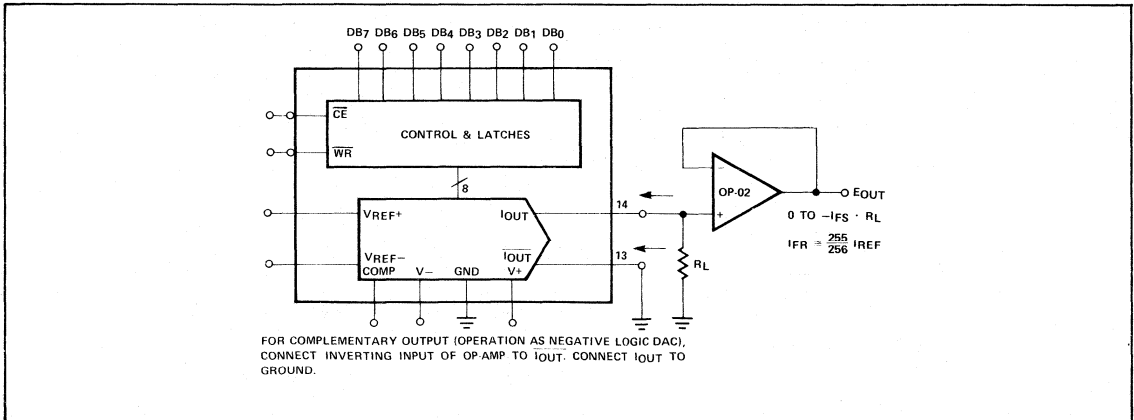 DB7 DB6 DB5 DB4 DB3 DB2 DB1 DB0
CE
CONTROL & LATCHES
WR
8
VREF+
IOUT
14
VREF−
IOUT
13
COMP V− GND V+
RL
−
OP-02
+
EOUT
0 TO −IFS · RL
IFR = 255/256 IREF
FOR COMPLEMENTARY OUTPUT (OPERATION AS NEGATIVE LOGIC DAC),
CONNECT INVERTING INPUT OF OP-AMP TO IOUT. CONNECT IOUT TO
GROUND.